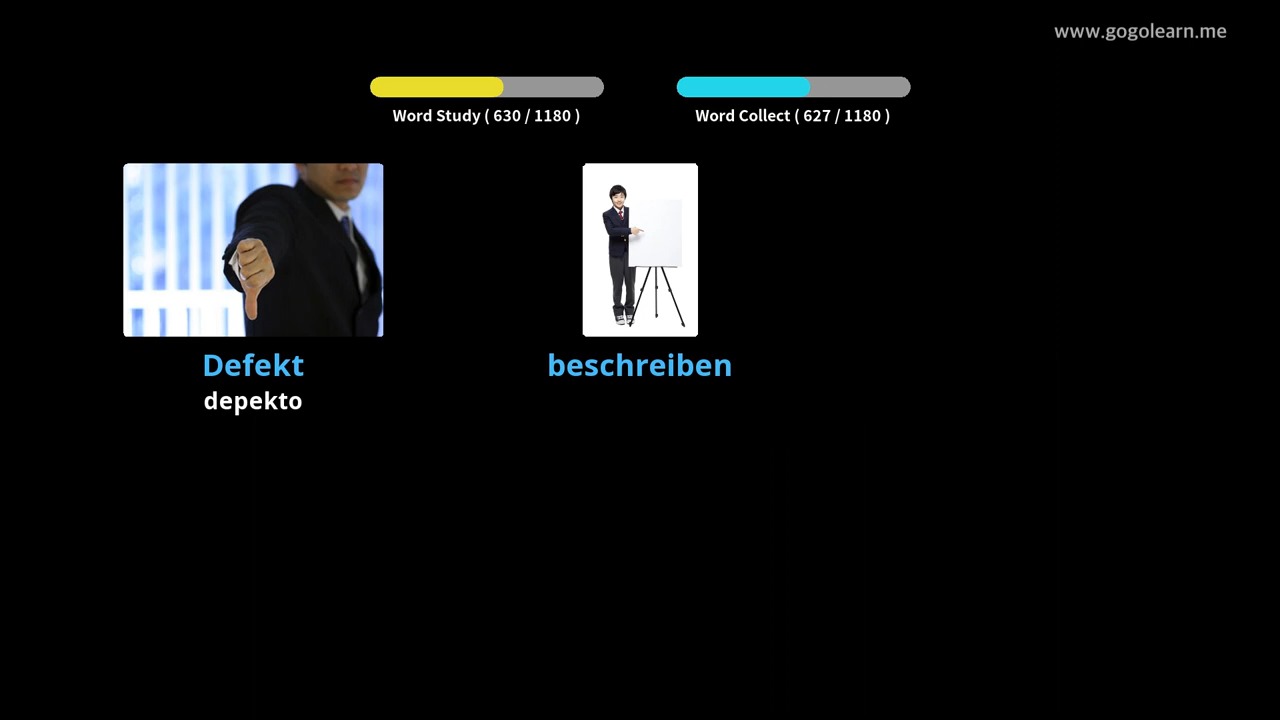 www.gogolearn.me
Word Study ( 630 / 1180 )
Word Collect ( 627 / 1180 )
Defekt
depekto
beschreiben